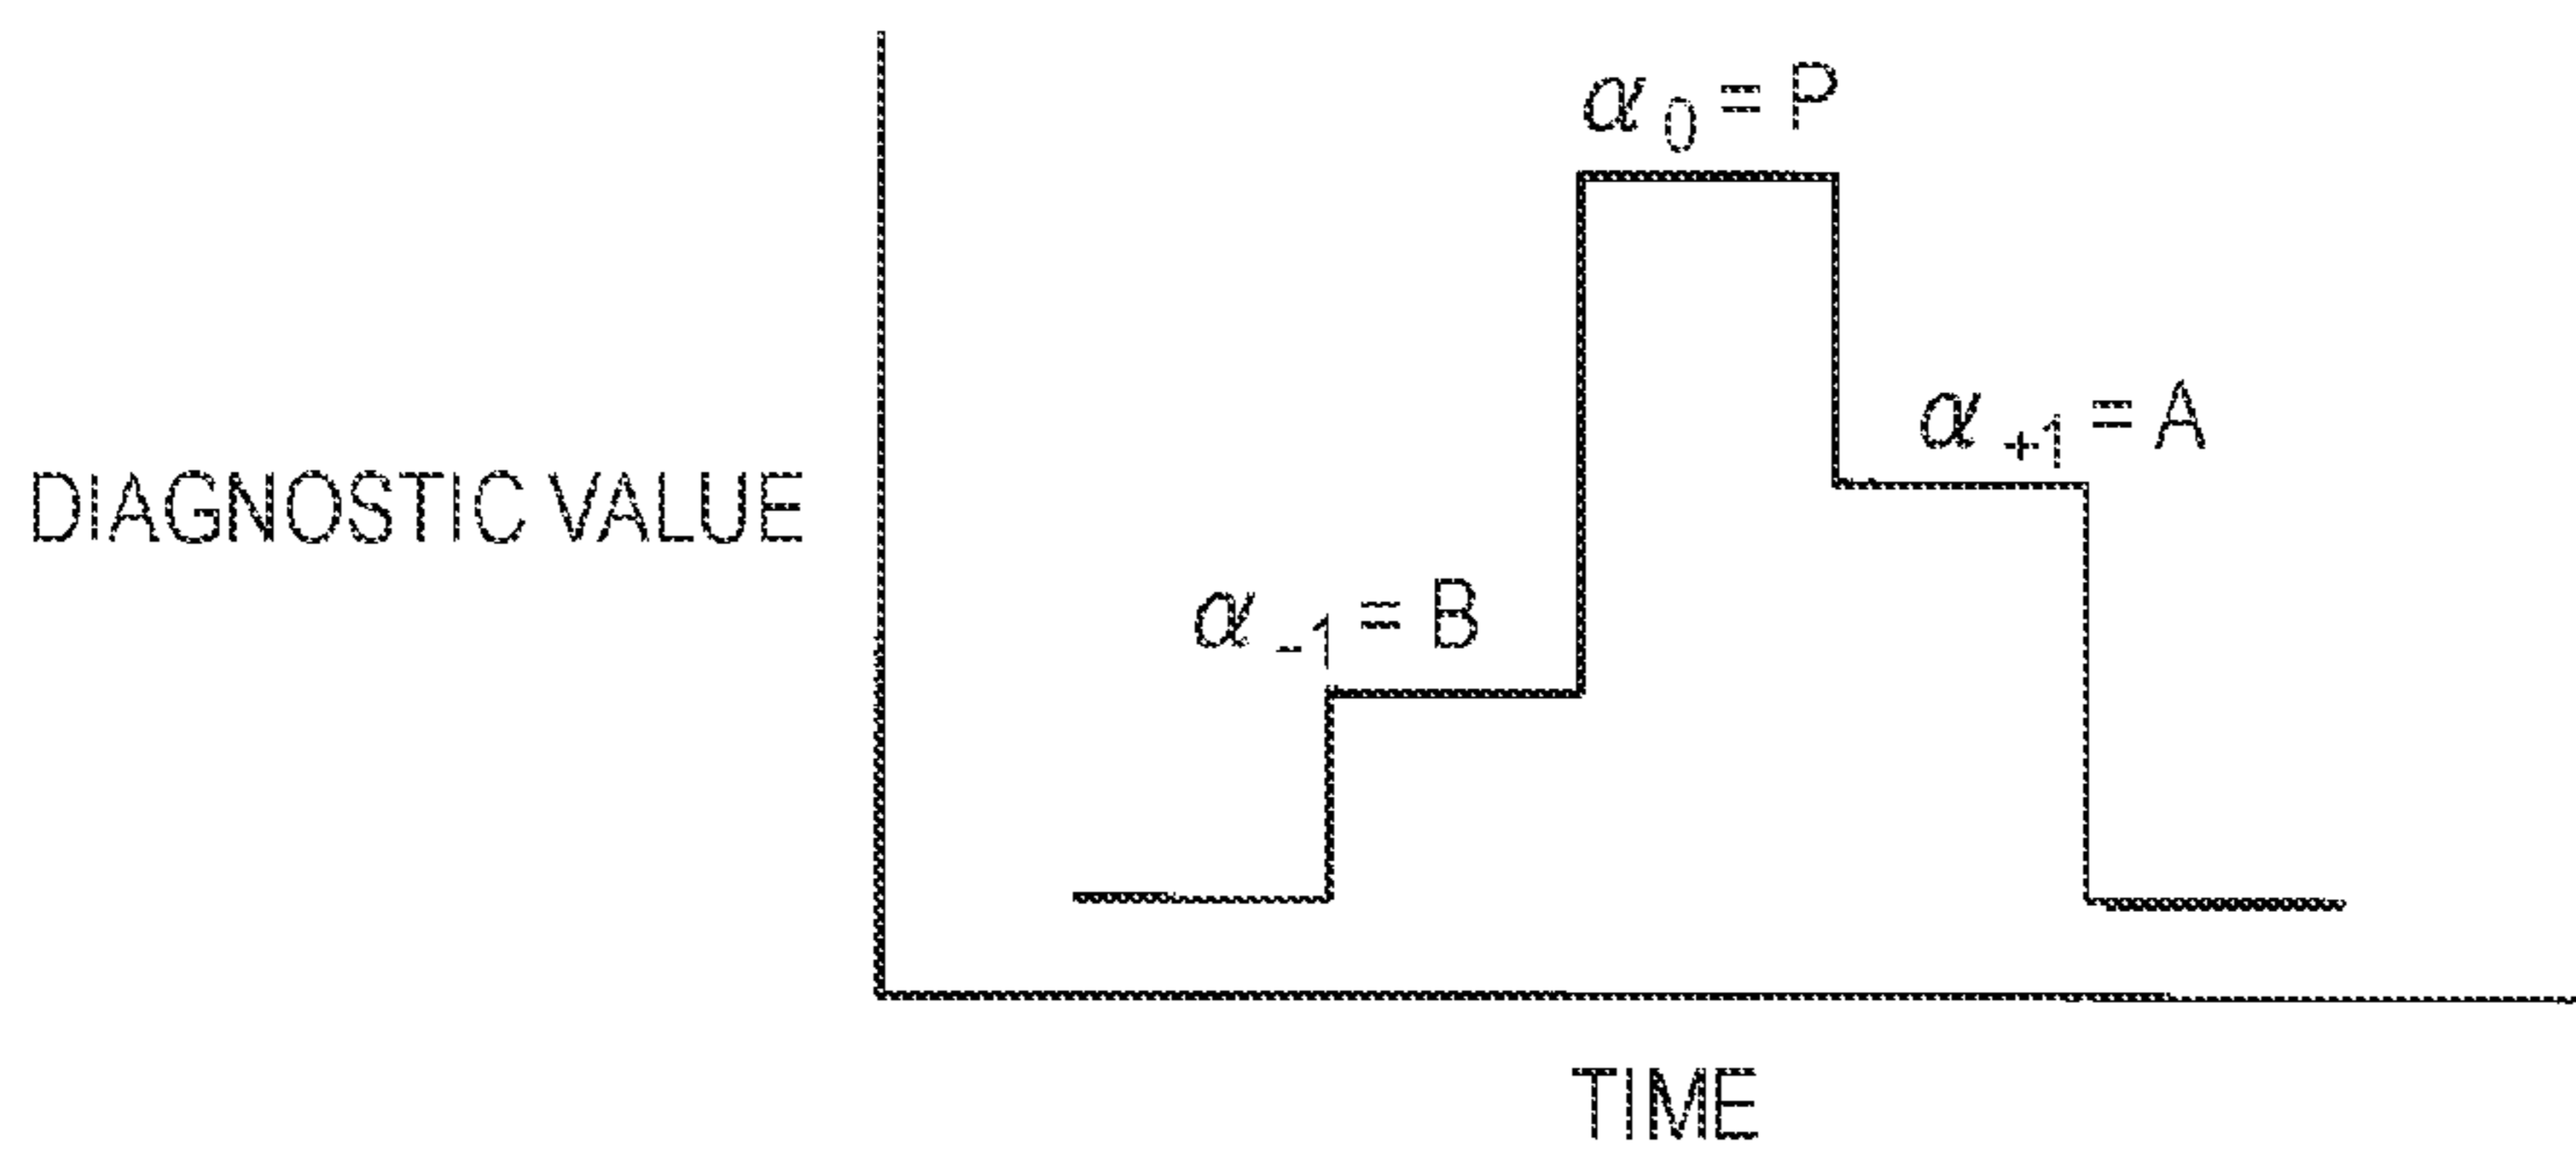 α₀ = P
α₊₁ = A
DIAGNOSTIC VALUE
α₋₁ = B
TIME